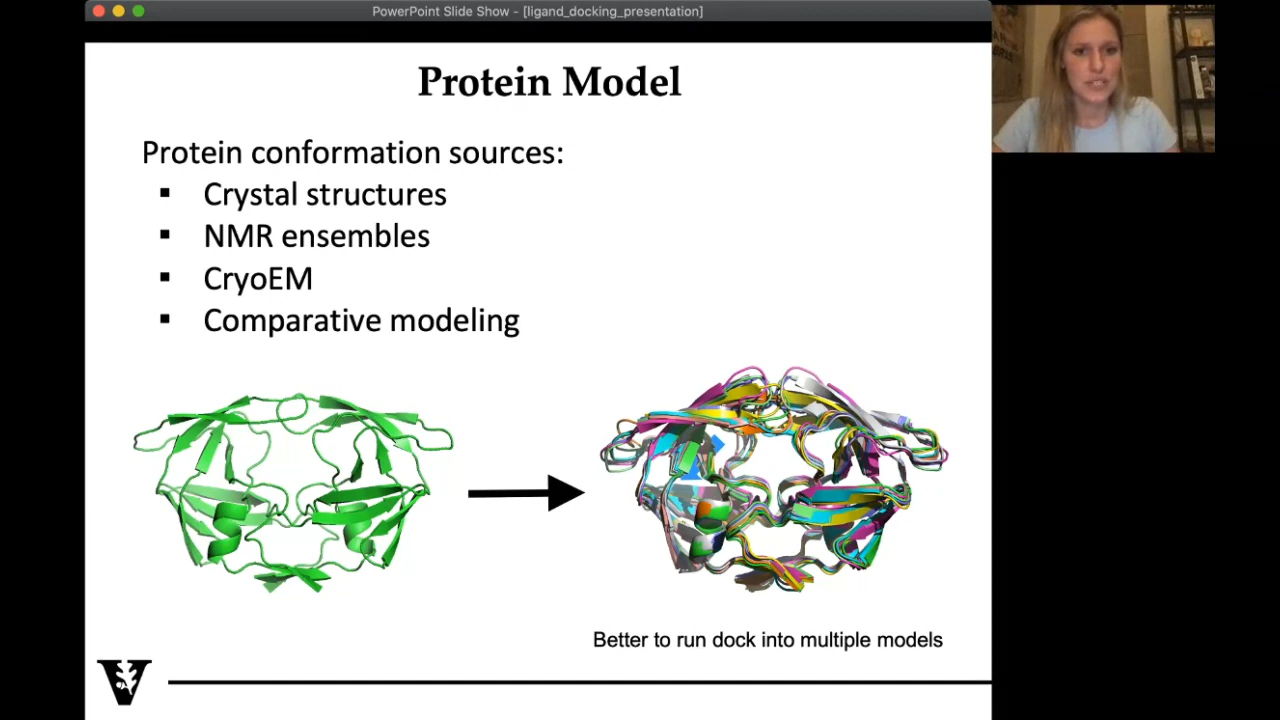 PowerPoint Slide Show - [ligand_docking_presentation]
Protein Model
Protein conformation sources:
▪ Crystal structures
▪ NMR ensembles
▪ CryoEM
▪ Comparative modeling
Better to run dock into multiple models
V